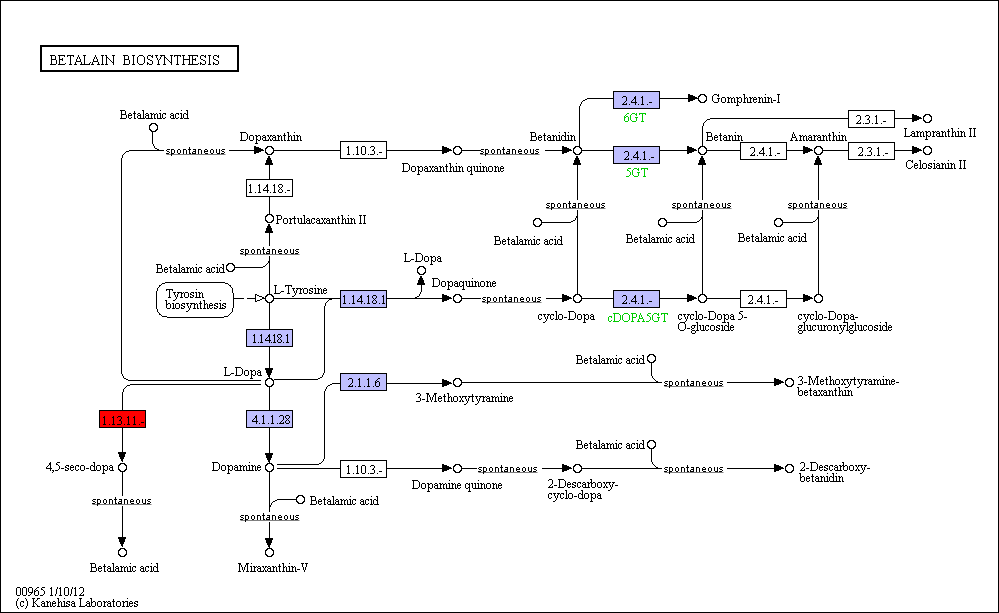 BETALAIN BIOSYNTHESIS
2.4.1.-
Gomphrenin-I
6GT
Betalamic acid
Dopaxanthin
Betanidin
Betanin
Amaranthin
2.3.1.-
Lampranthin II
spontaneous
1.10.3.-
Dopaxanthin quinone
spontaneous
2.4.1.-
5GT
2.4.1.-
2.3.1.-
Celosianin II
1.14.18.-
Portulacaxanthin II
spontaneous
spontaneous
spontaneous
Betalamic acid
Betalamic acid
Betalamic acid
spontaneous
Betalamic acid
L-Dopa
Tyrosin
biosynthesis
L-Tyrosine
1.14.18.1
Dopaquinone
spontaneous
cyclo-Dopa
2.4.1.-
cDOPA5GT
cyclo-Dopa 5-
O-glucoside
2.4.1.-
cyclo-Dopa-
glucuronylglucoside
1.14.18.1
L-Dopa
2.1.1.6
3-Methoxytyramine
Betalamic acid
spontaneous
3-Methoxytyramine-
betaxanthin
1.13.11.-
4.1.1.28
4,5-seco-dopa
Dopamine
1.10.3.-
Dopamine quinone
spontaneous
2-Descarboxy-
cyclo-dopa
Betalamic acid
spontaneous
2-Descarboxy-
betanidin
spontaneous
Betalamic acid
spontaneous
Betalamic acid
Miraxanthin-V
00965 1/10/12
(c) Kanehisa Laboratories